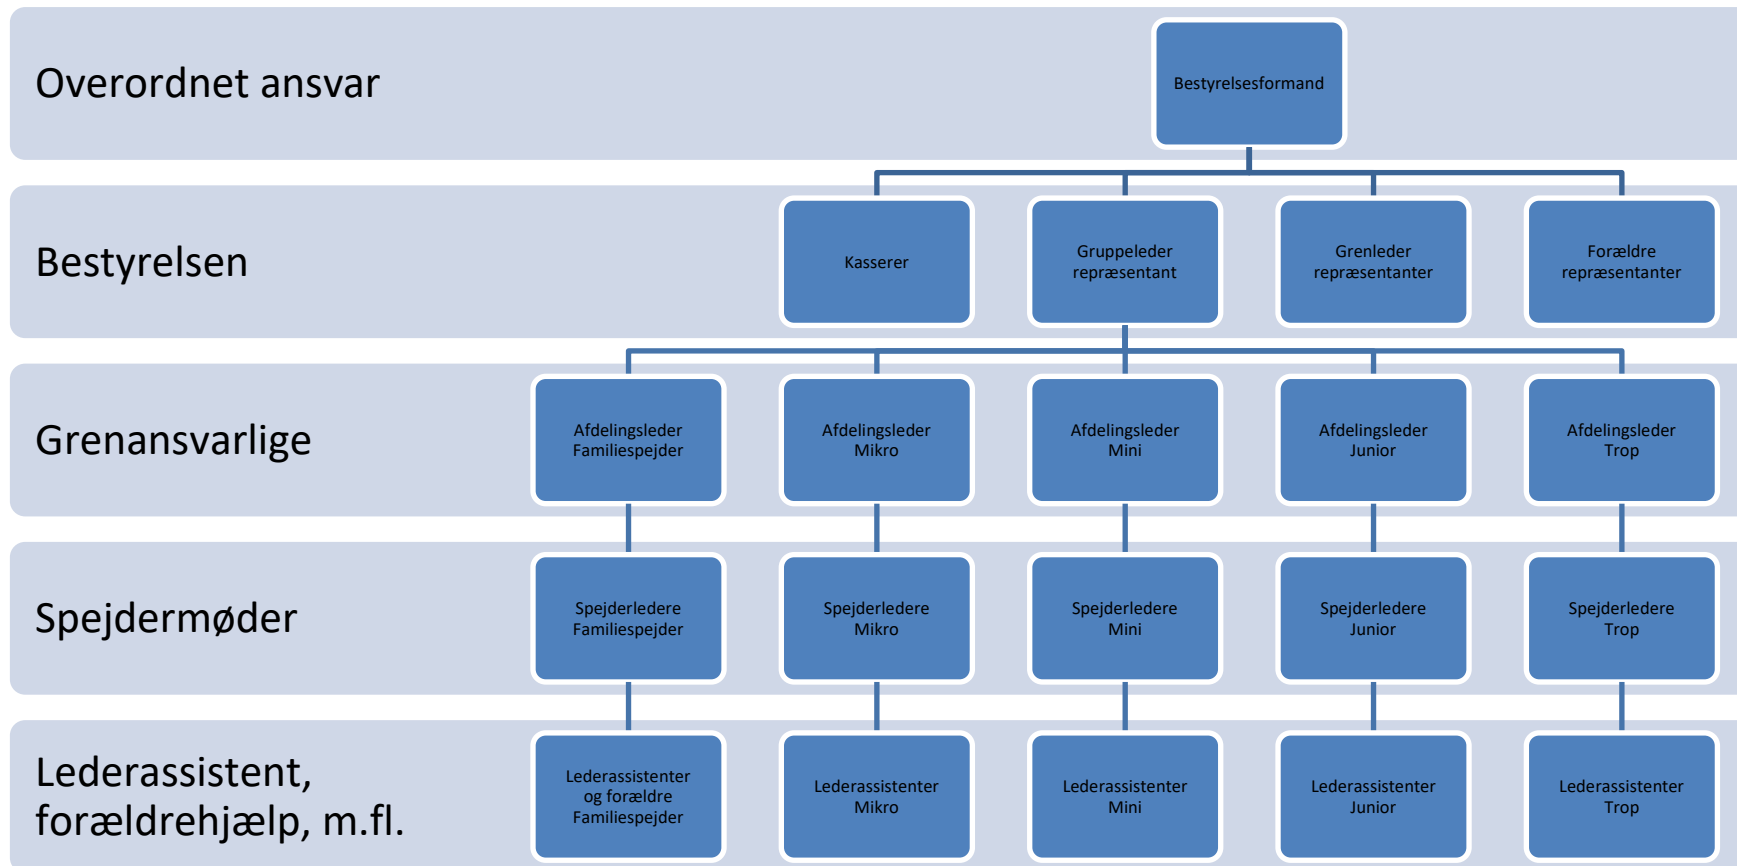 Overordnet ansvar
Bestyrelsesformand
Bestyrelsen
Kasserer
Gruppeleder
repræsentant
Grenleder
repræsentanter
Forældre
repræsentanter
Grenansvarlige
Afdelingsleder
Familiespejder
Afdelingsleder
Mikro
Afdelingsleder
Mini
Afdelingsleder
Junior
Afdelingsleder
Trop
Spejdermøder
Spejderledere
Familiespejder
Spejderledere
Mikro
Spejderledere
Mini
Spejderledere
Junior
Spejderledere
Trop
Lederassistent,
forældrehjælp, m.fl.
Lederassistenter
og forældre
Familiespejder
Lederassistenter
Mikro
Lederassistenter
Mini
Lederassistenter
Junior
Lederassistenter
Trop